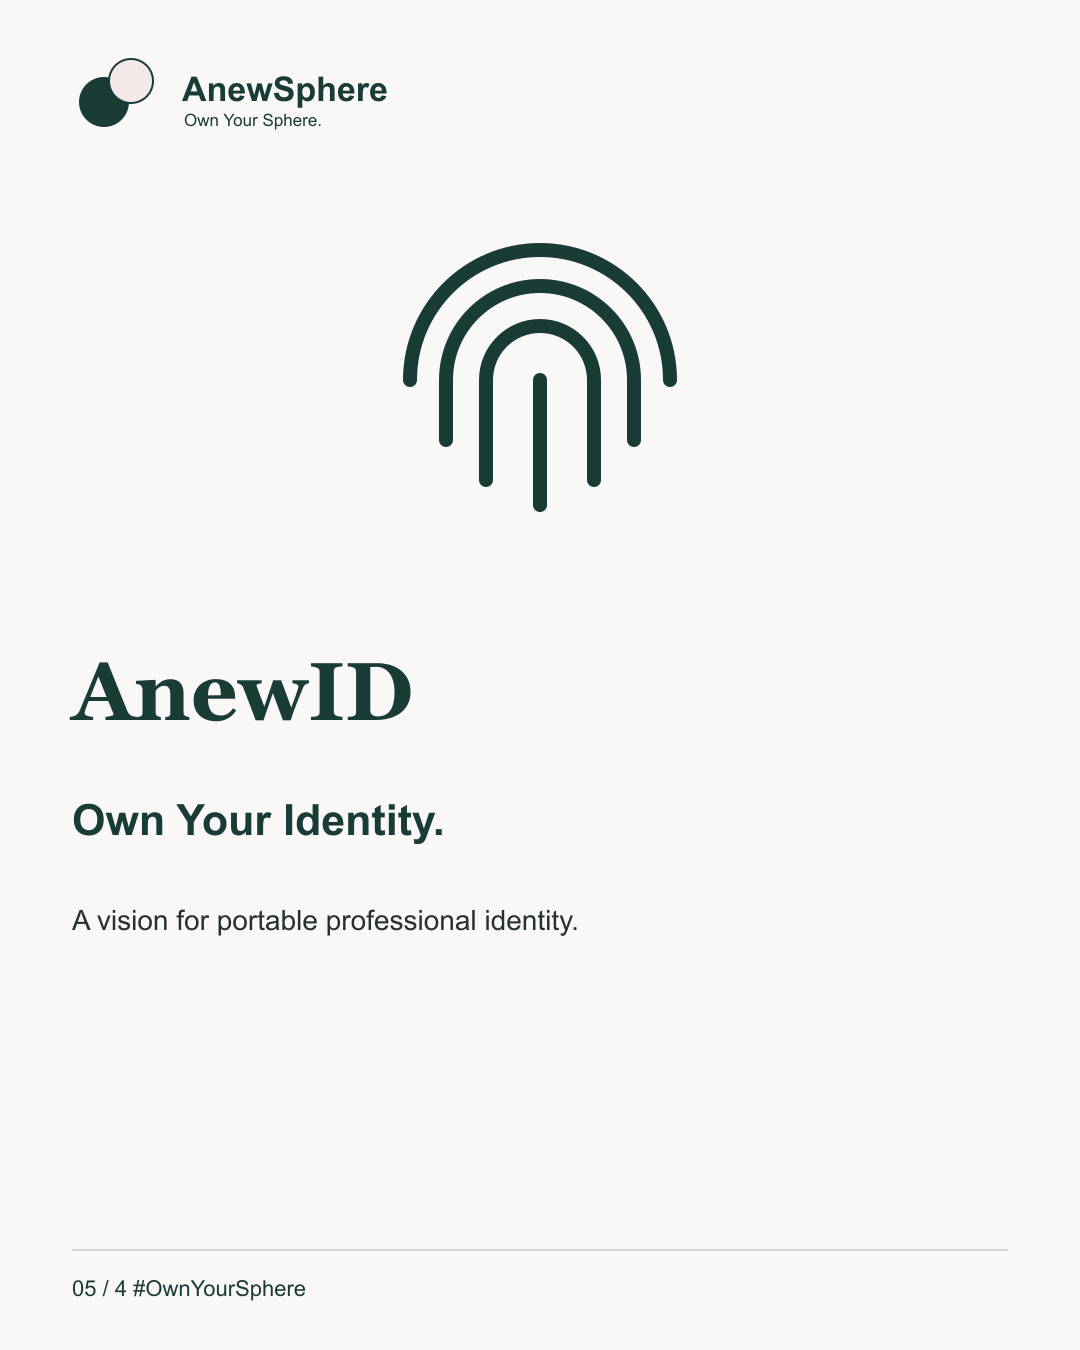 AnewSphere
Own Your Sphere.
AnewID
Own Your Identity.
A vision for portable professional identity.
05 / 4 #OwnYourSphere